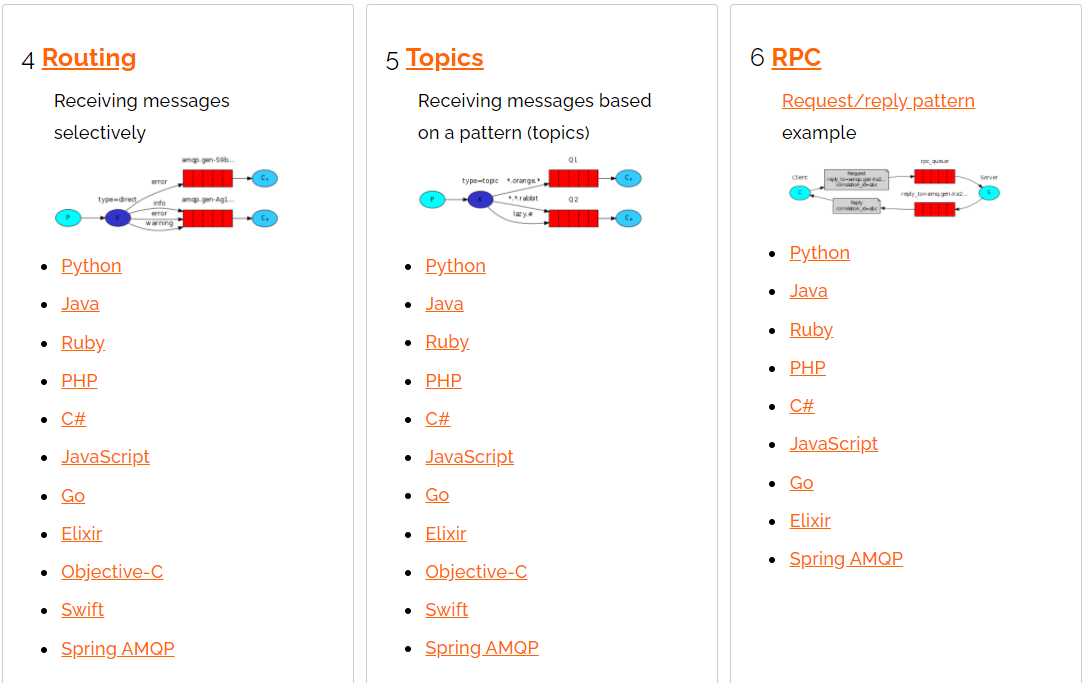 4 Routing
Receiving messages
selectively
amqp.gen-S9b...
error
type=direct
info
amqp.gen-Ag1...
P
X
error
warning
C₁
C₂
Python
Java
Ruby
PHP
C#
JavaScript
Go
Elixir
Objective-C
Swift
Spring AMQP
5 Topics
Receiving messages based
on a pattern (topics)
Q1
type=topic
*.orange.*
P
X
*.*.rabbit
Q2
lazy.#
C₁
C₂
Python
Java
Ruby
PHP
C#
JavaScript
Go
Elixir
Objective-C
Swift
Spring AMQP
6 RPC
Request/reply pattern
example
rpc_queue
Client
Request
reply_to=amqp.gen-Xa2...
correlation_id=abc
Server
C
S
reply_to=amq.gen-Xa2...
Reply
correlation_id=abc
Python
Java
Ruby
PHP
C#
JavaScript
Go
Elixir
Spring AMQP